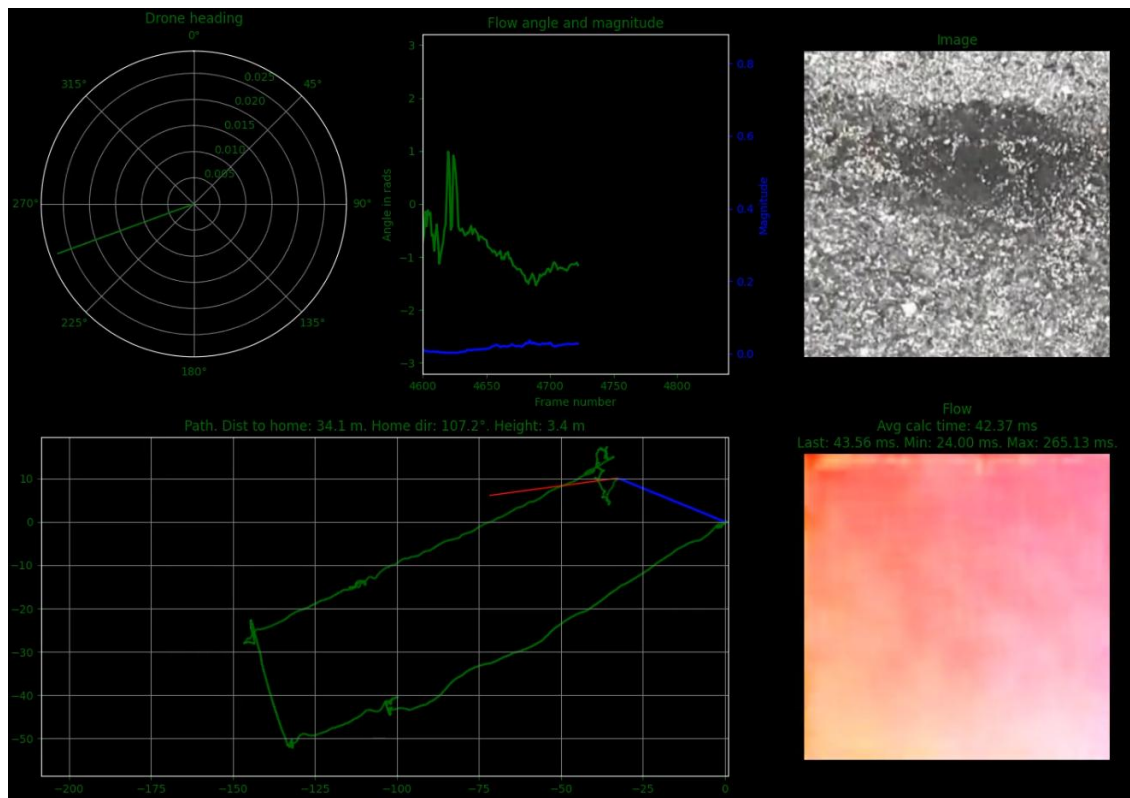 Drone heading
0°
315°
45°
270°
90°
225°
135°
180°
0.025
0.020
0.015
0.010
0.005
Flow angle and magnitude
3
2
1
0
−1
−2
−3
Angle in rads
0.8
0.6
0.4
0.2
0.0
Magnitude
4600 4650 4700 4750 4800
Frame number
Image
Path. Dist to home: 34.1 m. Home dir: 107.2°. Height: 3.4 m
10
0
−10
−20
−30
−40
−50
−200 −175 −150 −125 −100 −75 −50 −25 0
Flow
Avg calc time: 42.37 ms
Last: 43.56 ms. Min: 24.00 ms. Max: 265.13 ms.